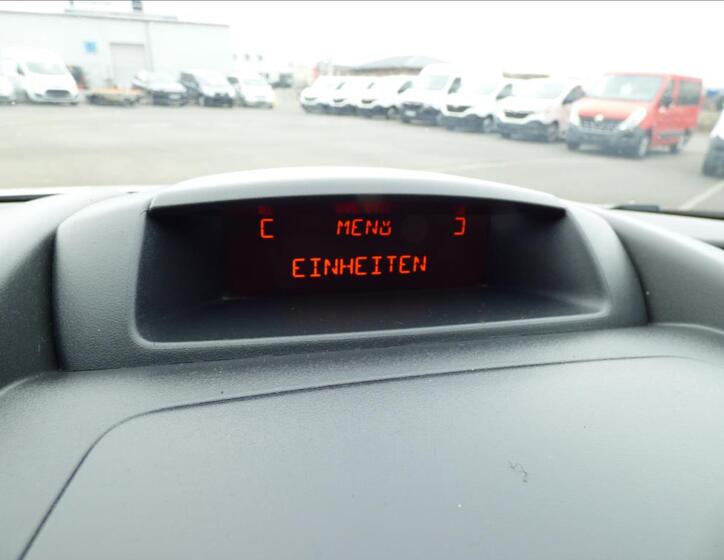 [ MENÜ ]
EINHEITEN